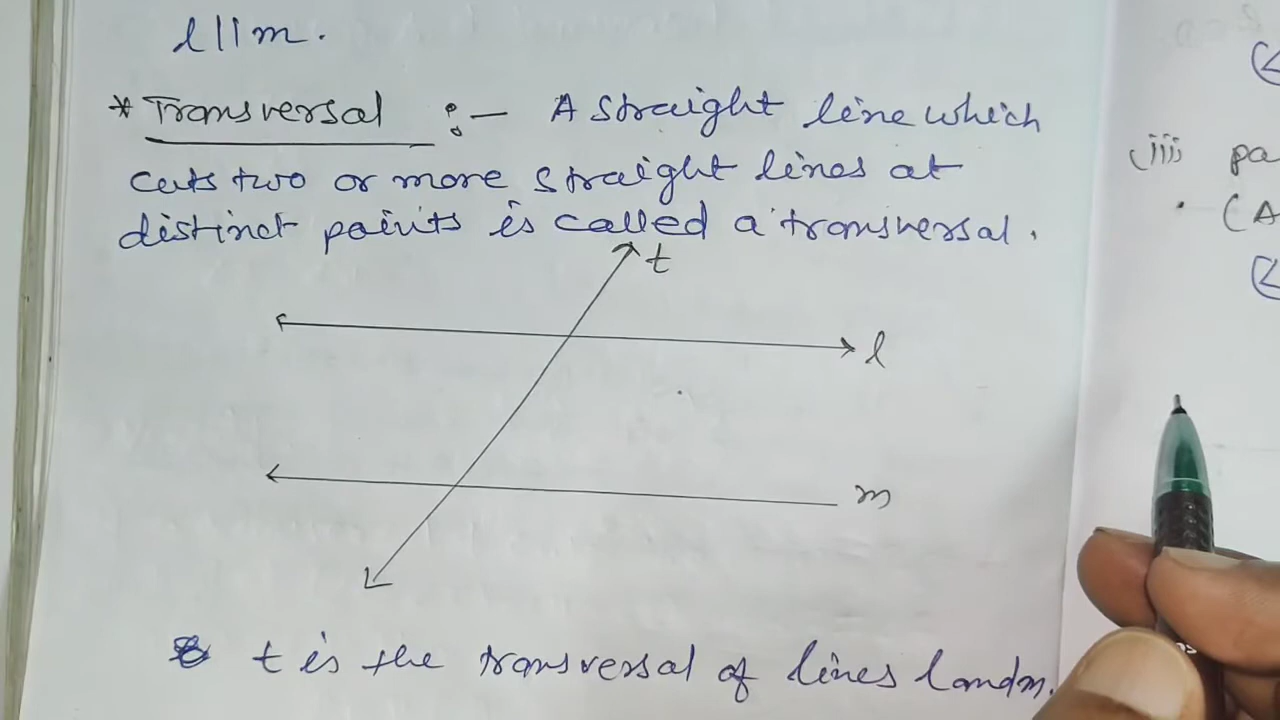 l || m.
* Transversal :- A straight line which
cuts two or more straight lines at
distinct points is called a transversal.
t
l
m
t is the transversal of lines l and m.
(iii) pa
(A